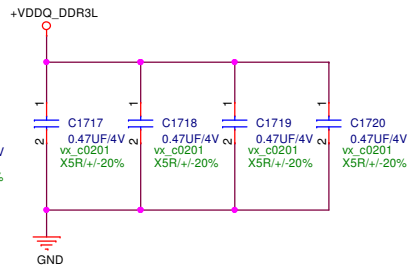 +VDDQ_DDR3L
1
C1717
0.47UF/4V
2
vx_c0201
X5R/+/-20%
1
C1718
0.47UF/4V
2
vx_c0201
X5R/+/-20%
1
C1719
0.47UF/4V
2
vx_c0201
X5R/+/-20%
1
C1720
0.47UF/4V
2
vx_c0201
X5R/+/-20%
V
%
GND